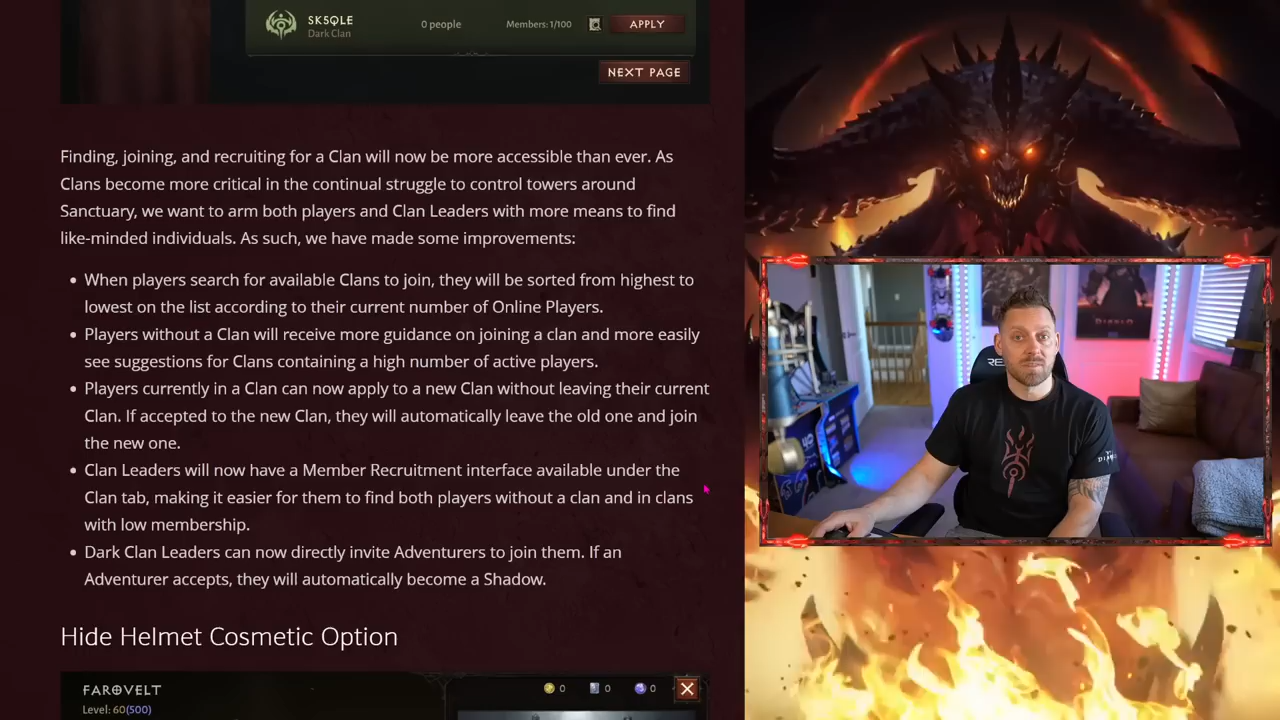 SK5QLE
Dark Clan
0 people
Members: 1/100
APPLY
NEXT PAGE
Finding, joining, and recruiting for a Clan will now be more accessible than ever. As
Clans become more critical in the continual struggle to control towers around
Sanctuary, we want to arm both players and Clan Leaders with more means to find
like-minded individuals. As such, we have made some improvements:
• When players search for available Clans to join, they will be sorted from highest to
lowest on the list according to their current number of Online Players.
• Players without a Clan will receive more guidance on joining a clan and more easily
see suggestions for Clans ontaining a high number of active players.
• Players currently in a Clan can now apply to a new Clan without leaving their current
Clan. If accepted to the new Clan, they will automatically leave the old one and join
the new one.
• Clan Leaders will now have a Member Recruitment interface available under the
Clan tab, making it easier for them to find both players without a clan and in clans
with low membership.
• Dark Clan Leaders can now directly invite Adventurers to join them. If an
Adventurer accepts, they will automatically become a Shadow.
Hide Helmet Cosmetic Option
FAROVELT
Level: 60(500)
0
0
0
DIABLO
RE